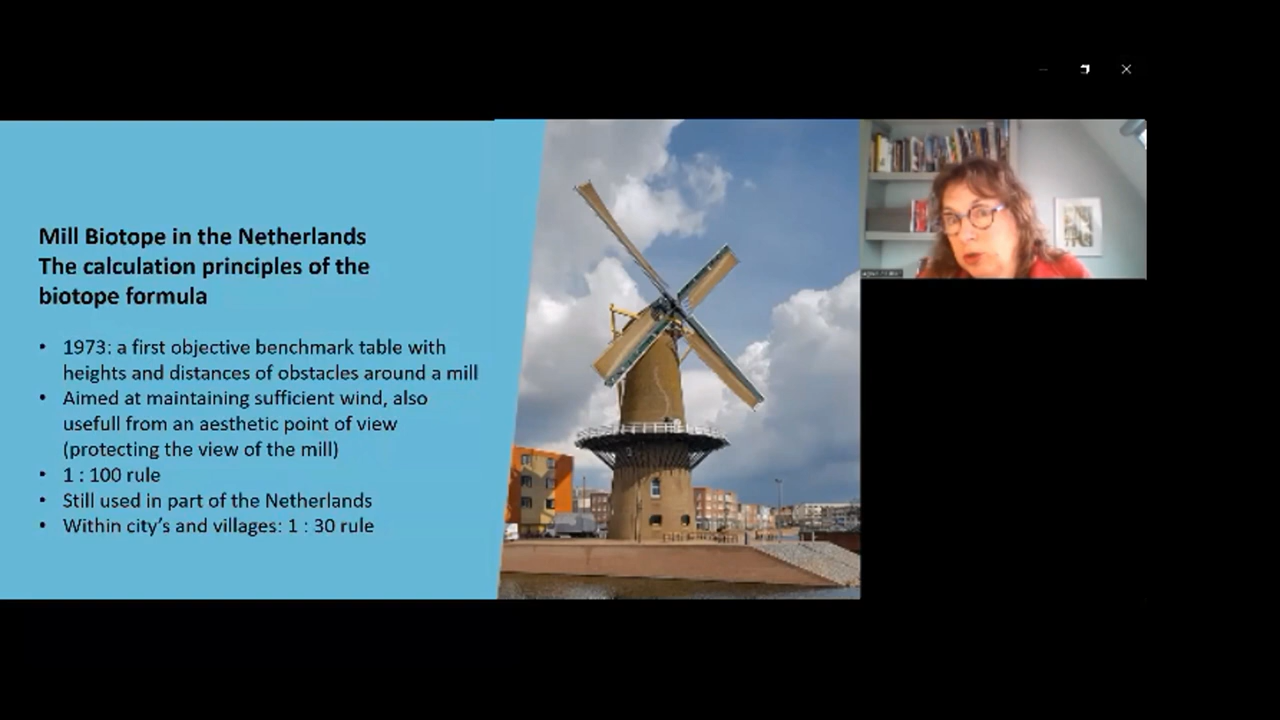 Mill Biotope in the Netherlands
The calculation principles of the
biotope formula
• 1973: a first objective benchmark table with
heights and distances of obstacles around a mill
• Aimed at maintaining sufficient wind, also
usefull from an aesthetic point of view
(protecting the view of the mill)
• 1 : 100 rule
• Still used in part of the Netherlands
• Within city’s and villages: 1 : 30 rule